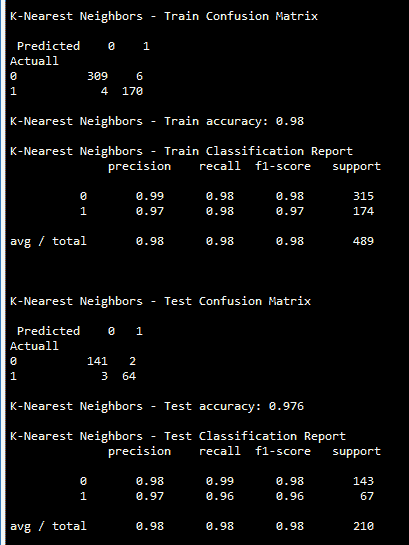 K-Nearest Neighbors - Train Confusion Matrix
Predicted 0 1
Actuall
0 309 6
1 4 170
K-Nearest Neighbors - Train accuracy: 0.98
K-Nearest Neighbors - Train Classification Report
precision recall f1-score support
0 0.99 0.98 0.98 315
1 0.97 0.98 0.97 174
avg / total 0.98 0.98 0.98 489
K-Nearest Neighbors - Test Confusion Matrix
Predicted 0 1
Actuall
0 141 2
1 3 64
K-Nearest Neighbors - Test accuracy: 0.976
K-Nearest Neighbors - Test Classification Report
precision recall f1-score support
0 0.98 0.99 0.98 143
1 0.97 0.96 0.96 67
avg / total 0.98 0.98 0.98 210